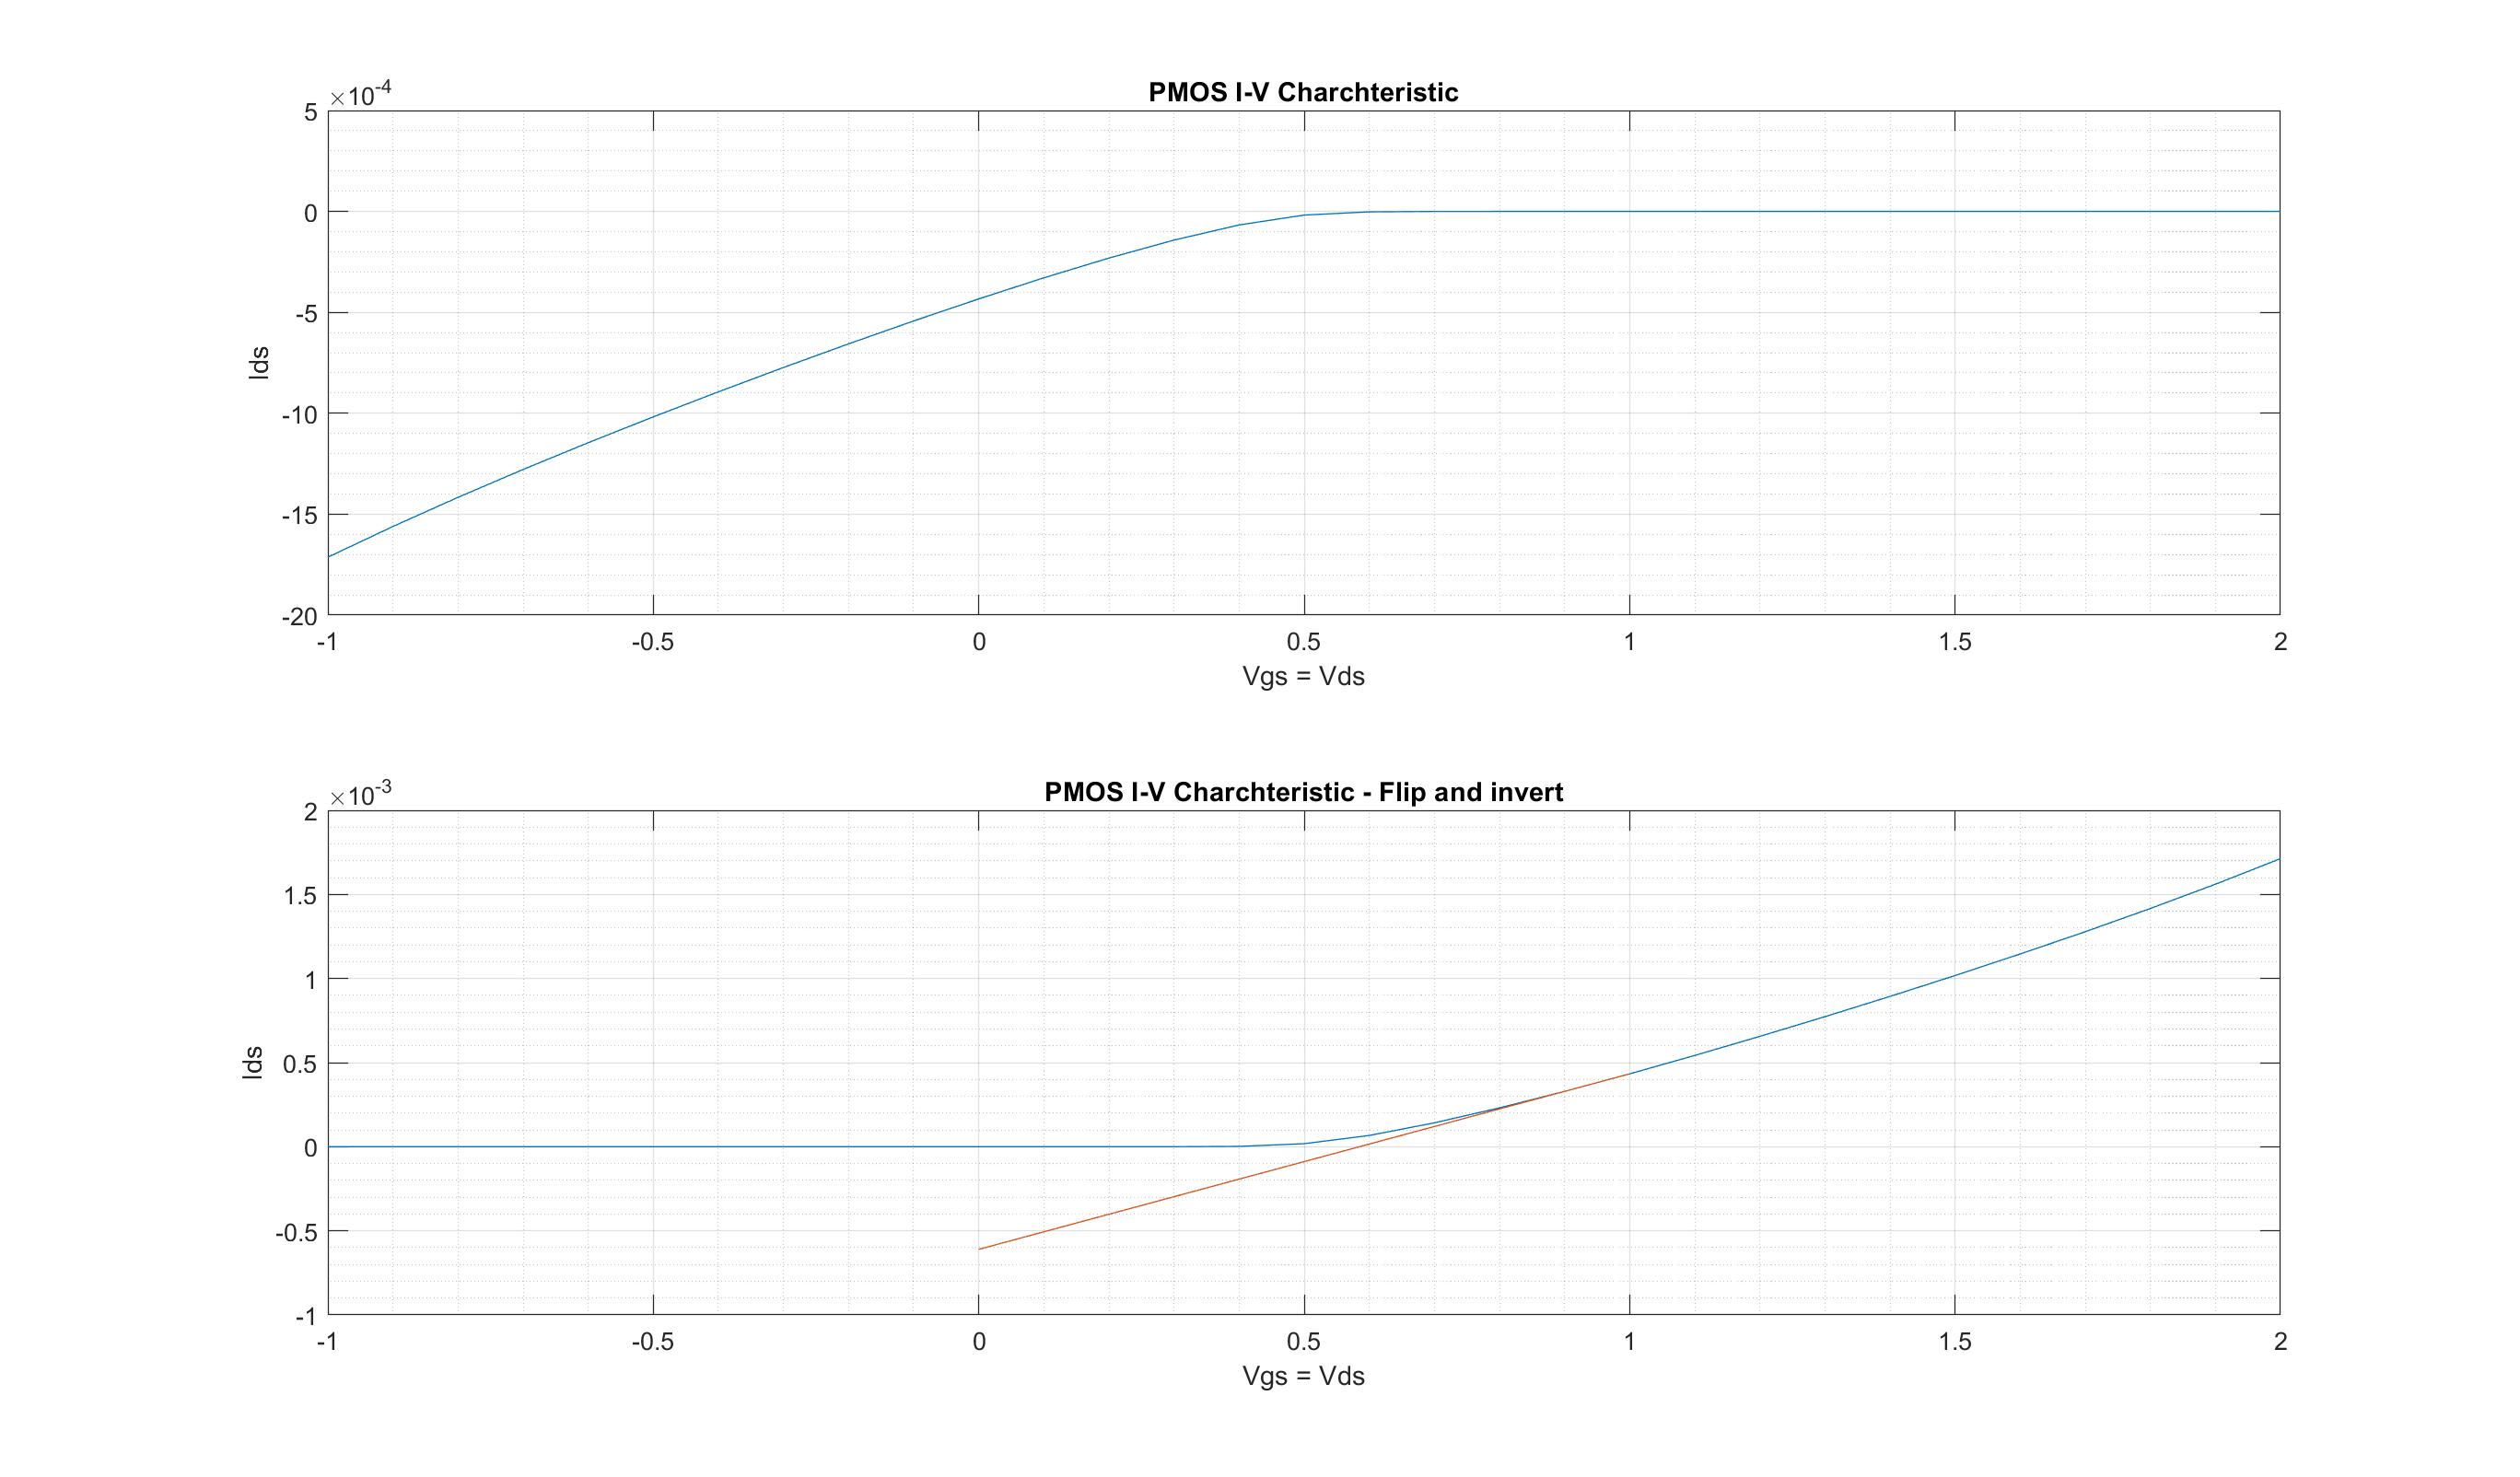 PMOS I-V Charchteristic
×10-4
5
0
-5
-10
-15
-20
Ids
-1 -0.5 0 0.5 1 1.5 2
Vgs = Vds
PMOS I-V Charchteristic - Flip and invert
×10-3
2
1.5
1
0.5
0
-0.5
-1
Ids
-1 -0.5 0 0.5 1 1.5 2
Vgs = Vds